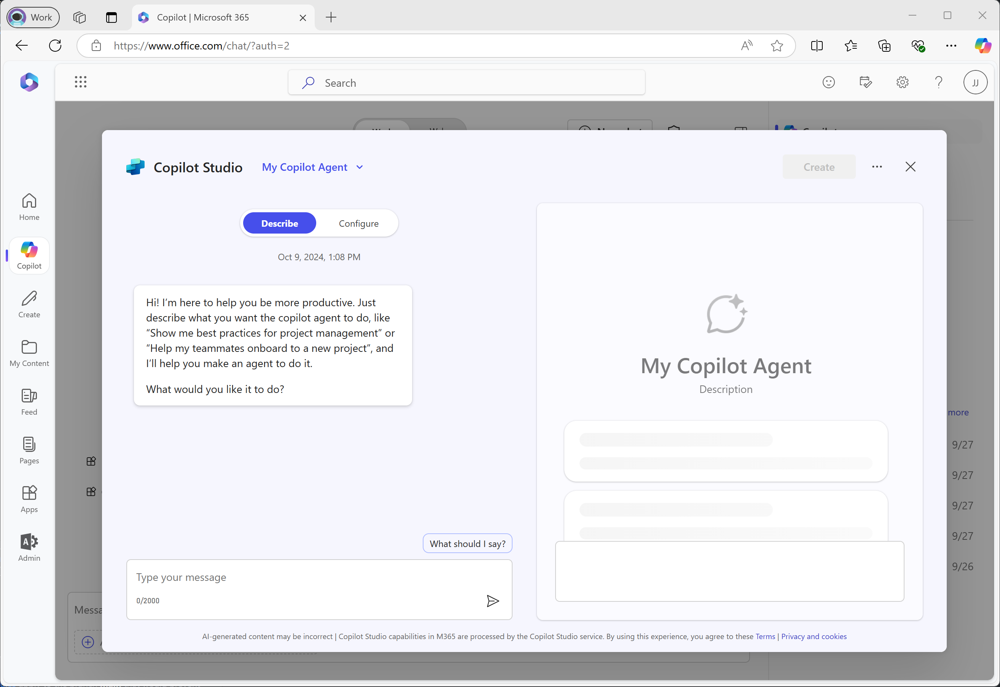 Work
Copilot | Microsoft 365
https://www.office.com/chat/?auth=2
Search
JJ
Home
Copilot
Create
My Content
Feed
Pages
Apps
Admin
Copilot Studio
My Copilot Agent
Create
Describe
Configure
Oct 9, 2024, 1:08 PM
Hi! I’m here to help you be more productive. Just
describe what you want the copilot agent to do, like
“Show me best practices for project management” or
“Help my teammates onboard to a new project”, and
I’ll help you make an agent to do it.
What would you like it to do?
What should I say?
Type your message
0/2000
My Copilot Agent
Description
more
9/27
9/27
9/27
9/27
9/26
AI-generated content may be incorrect | Copilot Studio capabilities in M365 are processed by the Copilot Studio service. By using this experience, you agree to these Terms | Privacy and cookies